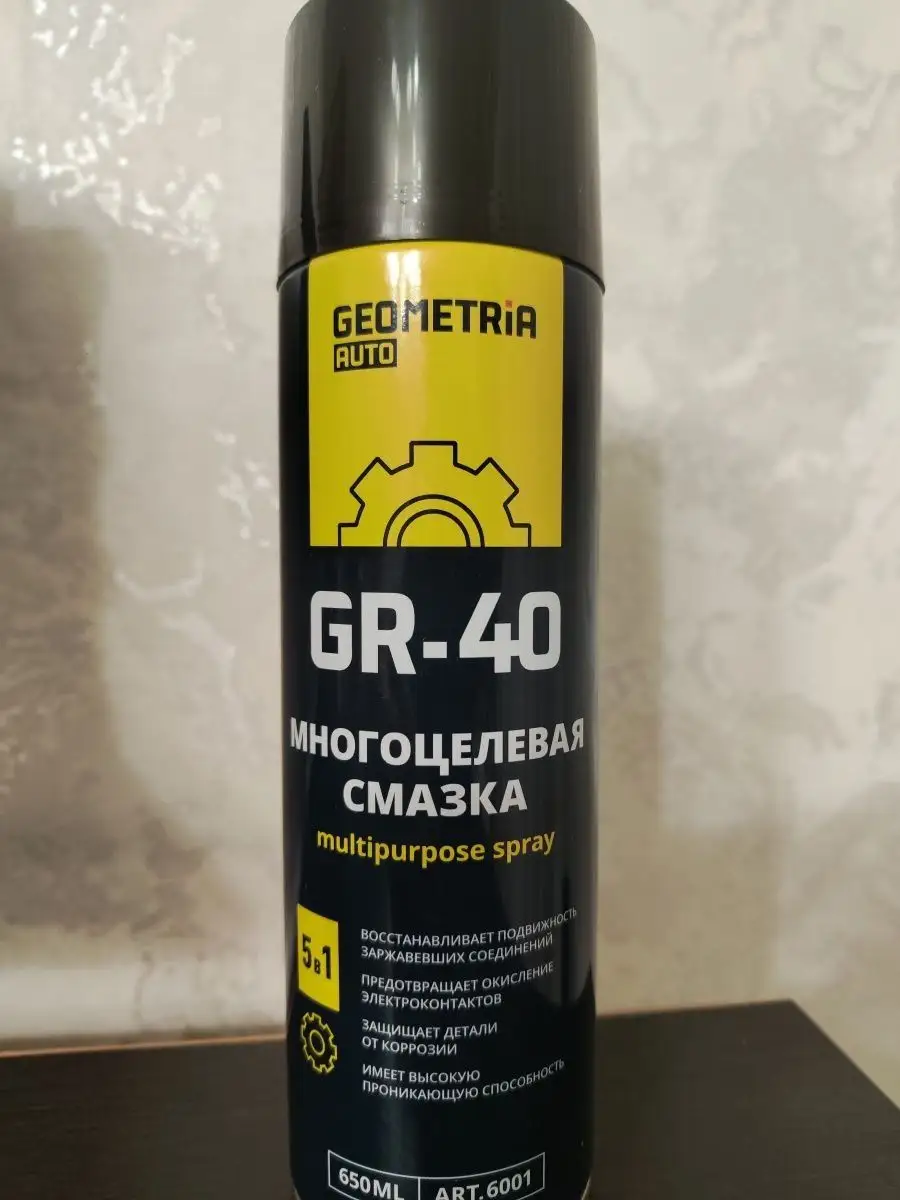 GEOMETRiA
AUTO
GR-40
МНОГОЦЕЛЕВАЯ
СМАЗКА
multipurpose spray
5в1
ВОССТАНАВЛИВАЕТ ПОДВИЖНОСТЬ
ЗАРЖАВЕВШИХ СОЕДИНЕНИЙ
ПРЕДОТВРАЩАЕТ ОКИСЛЕНИЕ
ЭЛЕКТРОКОНТАКТОВ
ЗАЩИЩАЕТ ДЕТАЛИ
ОТ КОРРОЗИИ
ИМЕЕТ ВЫСОКУЮ
ПРОНИКАЮЩУЮ СПОСОБНОСТЬ
650ML ART.6001